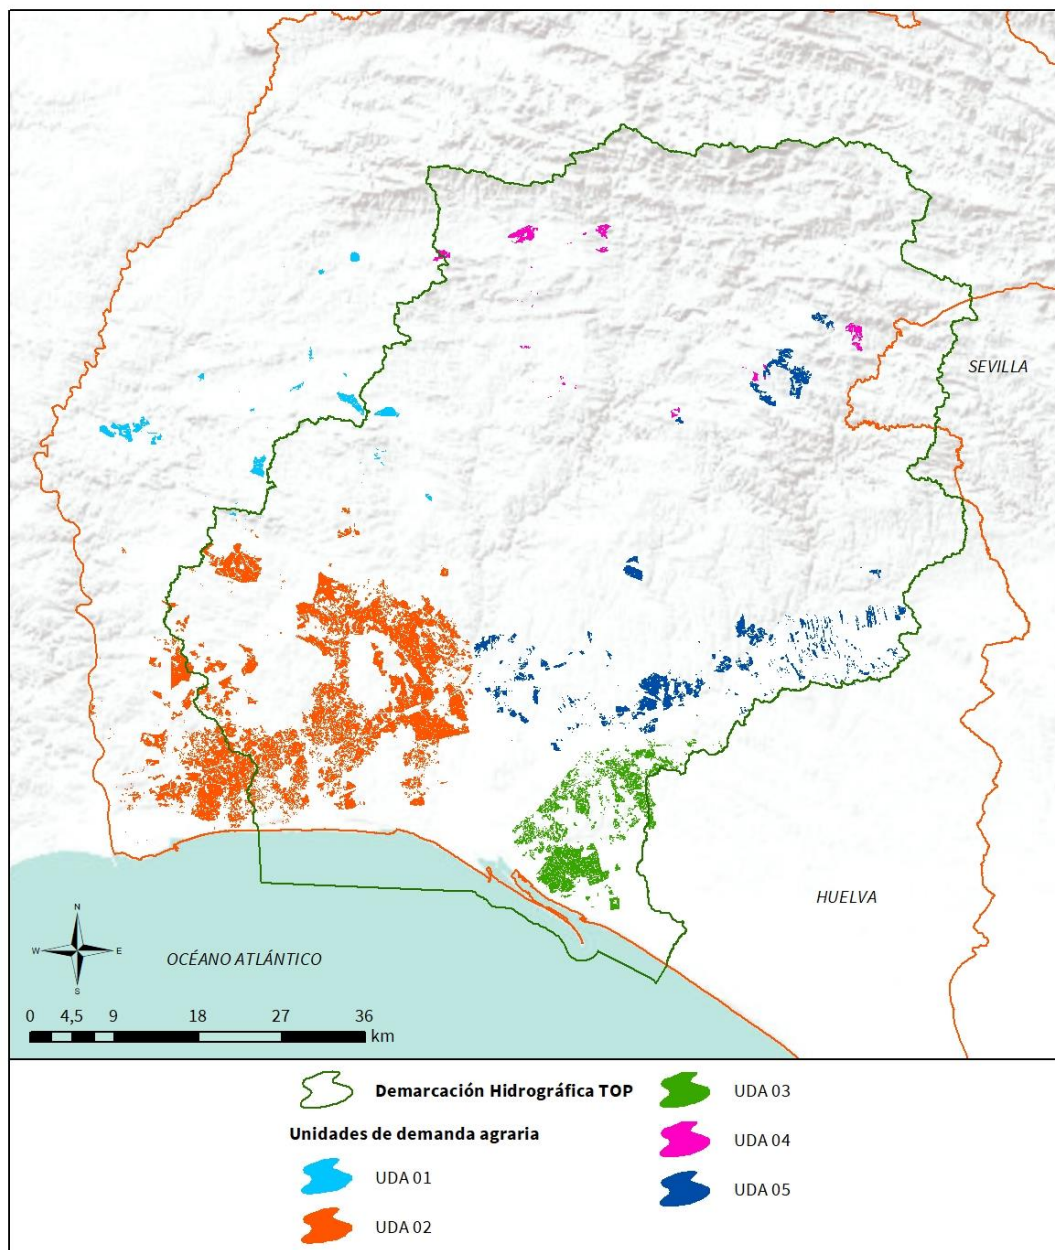 SEVILLA
HUELVA
OCÉANO ATLÁNTICO
N
W
E
S
0 4,5 9 18 27 36
km
Demarcación Hidrográfica TOP
Unidades de demanda agraria
UDA 01
UDA 02
UDA 03
UDA 04
UDA 05